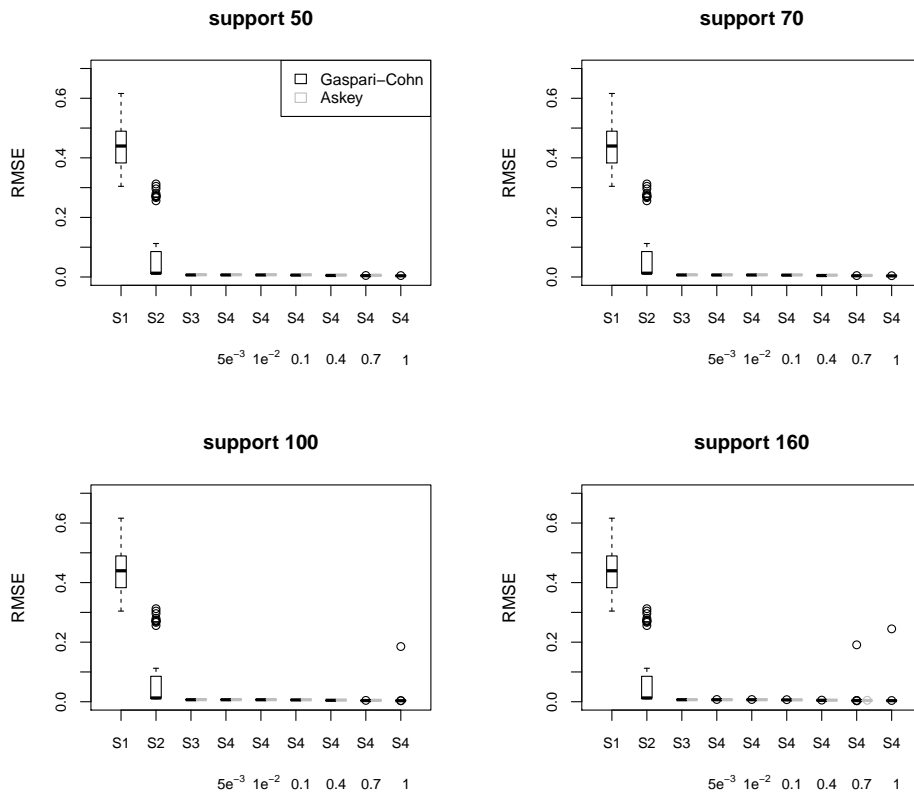 support 50
RMSE
0.6
0.4
0.2
0.0
Gaspari−Cohn
Askey
S1 S2 S3 S4 S4 S4 S4 S4 S4
5e⁻³ 1e⁻² 0.1 0.4 0.7 1
support 70
RMSE
0.6
0.4
0.2
0.0
S1 S2 S3 S4 S4 S4 S4 S4 S4
5e⁻³ 1e⁻² 0.1 0.4 0.7 1
support 100
RMSE
0.6
0.4
0.2
0.0
S1 S2 S3 S4 S4 S4 S4 S4 S4
5e⁻³ 1e⁻² 0.1 0.4 0.7 1
support 160
RMSE
0.6
0.4
0.2
0.0
S1 S2 S3 S4 S4 S4 S4 S4 S4
5e⁻³ 1e⁻² 0.1 0.4 0.7 1